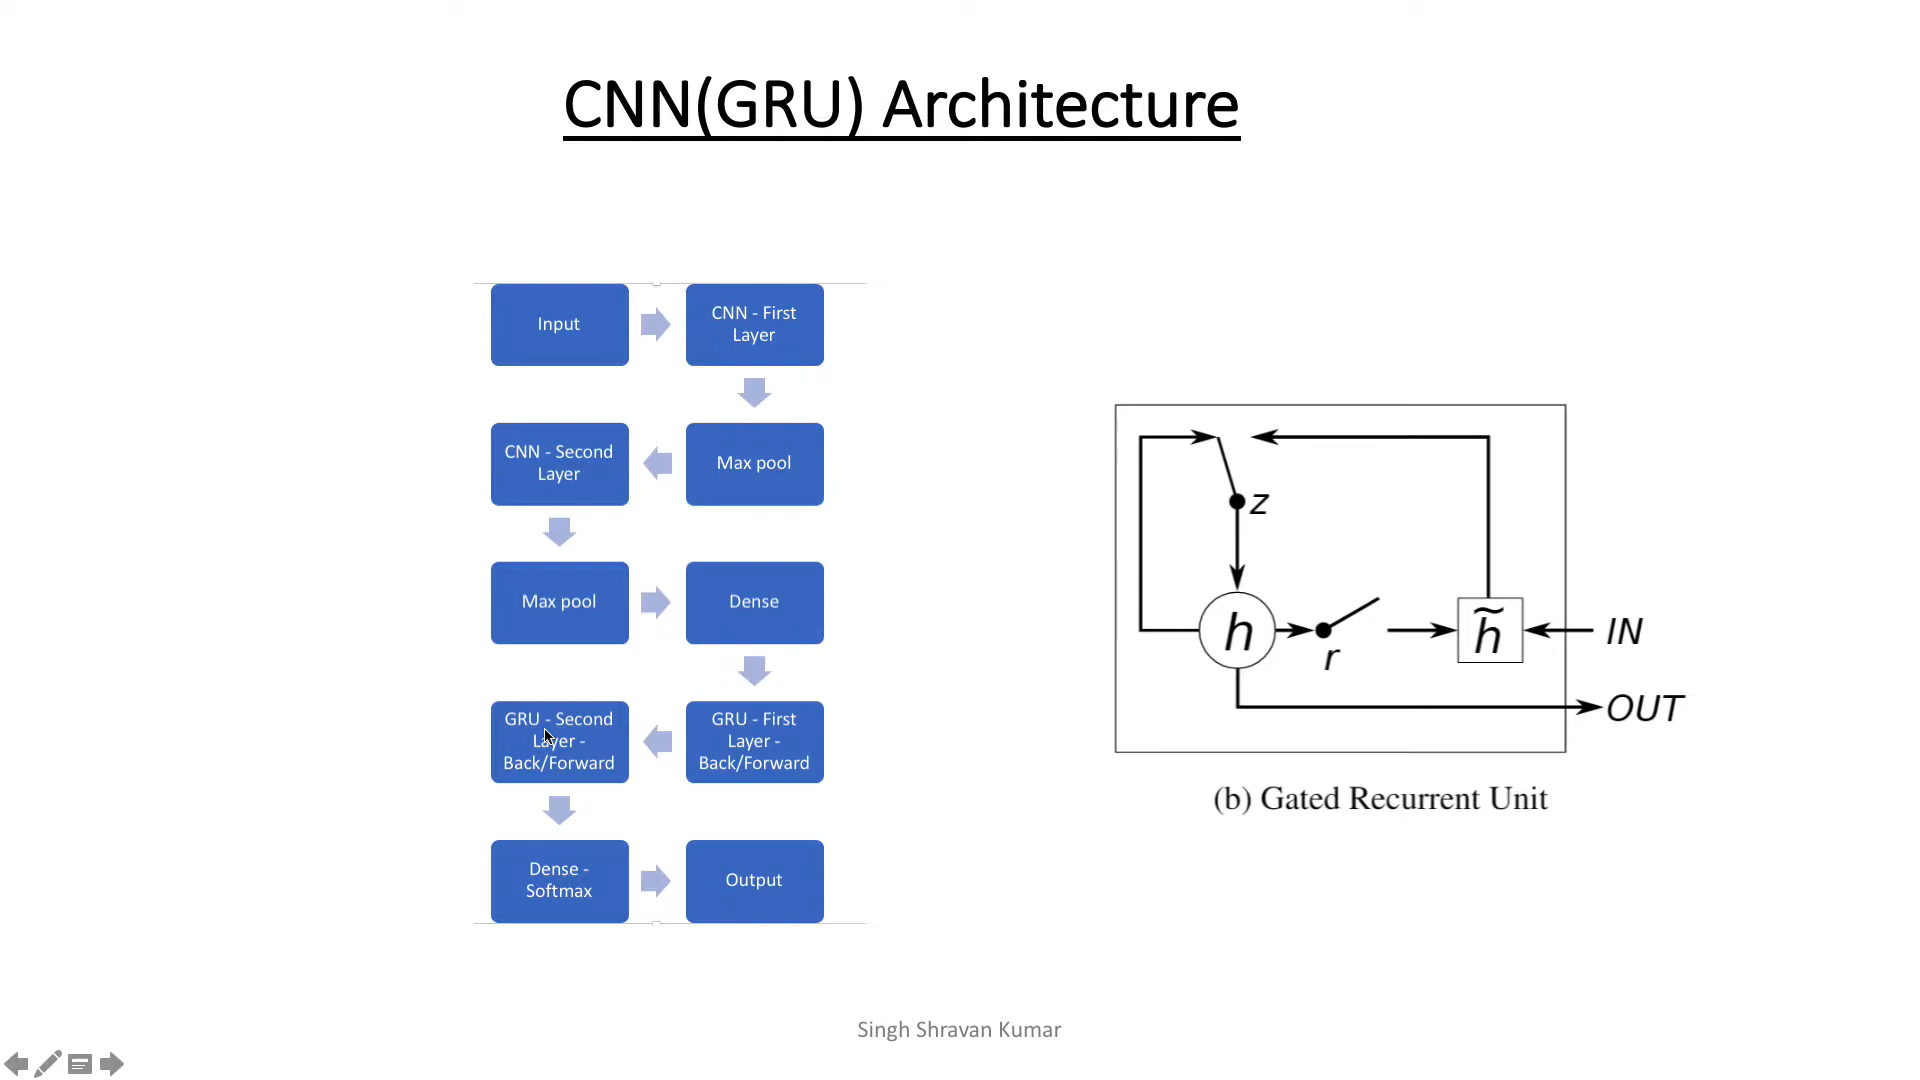 CNN(GRU) Architecture
Input
CNN - First
Layer
CNN - Second
Layer
Max pool
Max pool
Dense
GRU - Second
Layer -
Back/Forward
GRU - First
Layer -
Back/Forward
Dense -
Softmax
Output
z
h
r
h̃
IN
OUT
(b) Gated Recurrent Unit
Singh Shravan Kumar